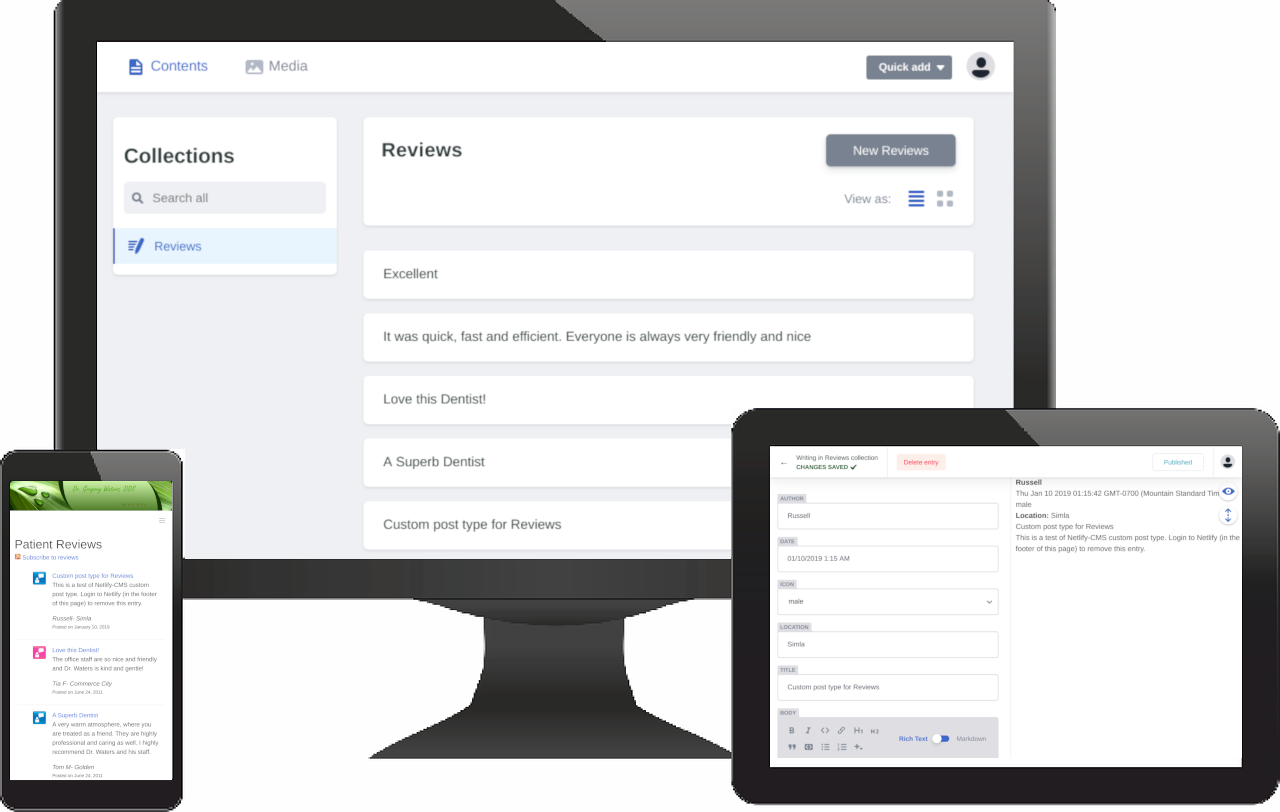 Contents
Media
Quick add
Collections
Search all
Reviews
Reviews
New Reviews
View as:
Excellent
It was quick, fast and efficient. Everyone is always very friendly and nice
Love this Dentist!
A Superb Dentist
Custom post type for Reviews
Dr. Gregory Waters, DDS
Patient Reviews
Subscribe to reviews
Custom post type for Reviews
This is a test of Netlify-CMS custom
post type. Login to Netlify (in the footer
of this page) to remove this entry.
Russell- Simla
Posted on January 10, 2019
Love this Dentist!
The office staff are so nice and friendly
and Dr. Waters is kind and gentle!
Tia F- Commerce City
Posted on June 24, 2011
A Superb Dentist
A very warm atmosphere, where you
are treated as a friend. They are highly
professional and caring as well. I highly
recommend Dr. Waters and his staff.
Tom M- Golden
Posted on June 24, 2011
Writing in Reviews collection
CHANGES SAVED
Delete entry
Published
AUTHOR
Russell
DATE
01/10/2019 1:15 AM
ICON
male
LOCATION
Simla
TITLE
Custom post type for Reviews
BODY
B I <> H1 H2
Rich Text
Markdown
Russell
Thu Jan 10 2019 01:15:42 GMT-0700 (Mountain Standard Tim
male
Location: Simla
Custom post type for Reviews
This is a test of Netlify-CMS custom post type. Login to Netlify (in the
footer of this page) to remove this entry.